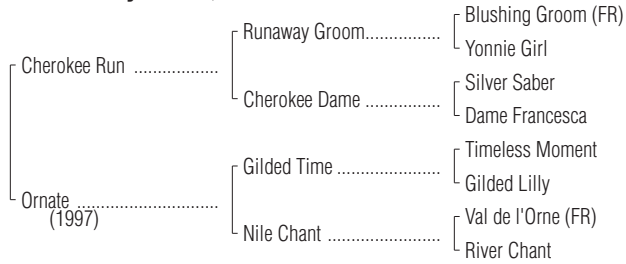 Blushing Groom (FR)
Runaway Groom.................
Yonnie Girl
Cherokee Run ..................
Silver Saber
Cherokee Dame ................
Dame Francesca
Timeless Moment
Gilded Time ......................
Gilded Lilly
Ornate ..............................
(1997)
Val de l'Orne (FR)
Nile Chant ........................
River Chant